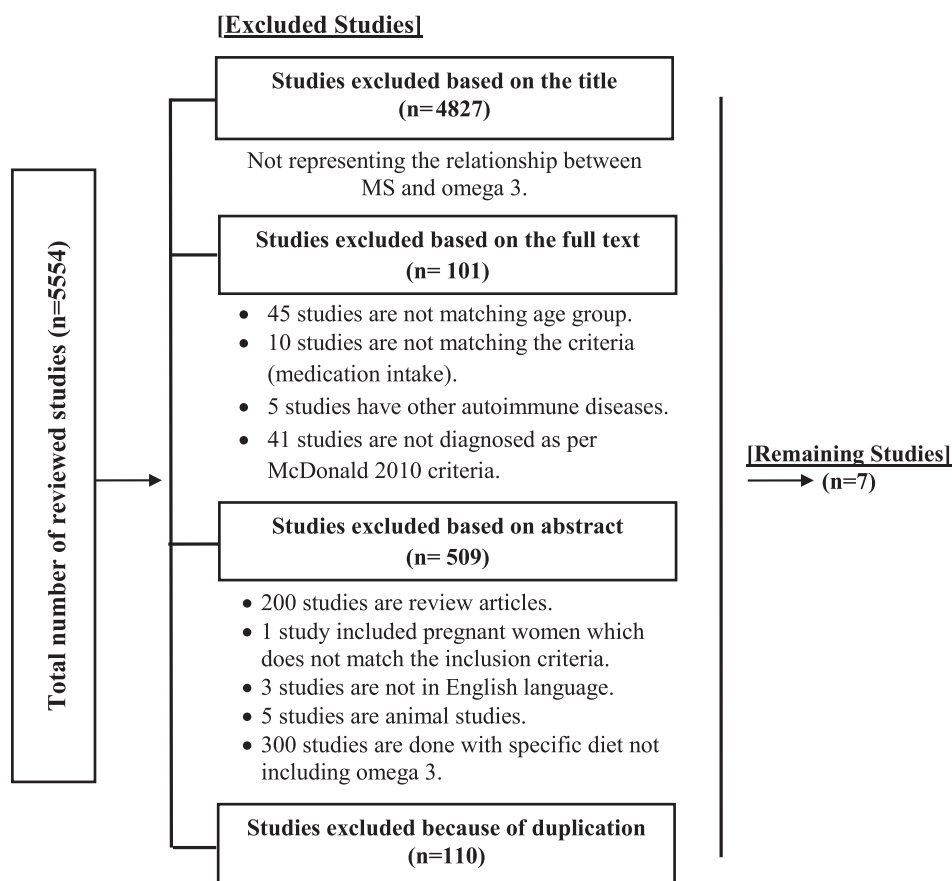 [Excluded Studies]
Studies excluded based on the title
(n=4827)
Not representing the relationship between
MS and omega 3.
Studies excluded based on the full text
(n= 101)
• 45 studies are not matching age group.
• 10 studies are not matching the criteria
(medication intake).
• 5 studies have other autoimmune diseases.
• 41 studies are not diagnosed as per
McDonald 2010 criteria.
Studies excluded based on abstract
(n= 509)
• 200 studies are review articles.
• 1 study included pregnant women which
does not match the inclusion criteria.
• 3 studies are not in English language.
• 5 studies are animal studies.
• 300 studies are done with specific diet not
including omega 3.
Studies excluded because of duplication
(n=110)
Total number of reviewed studies (n=5554)
[Remaining Studies]
(n=7)